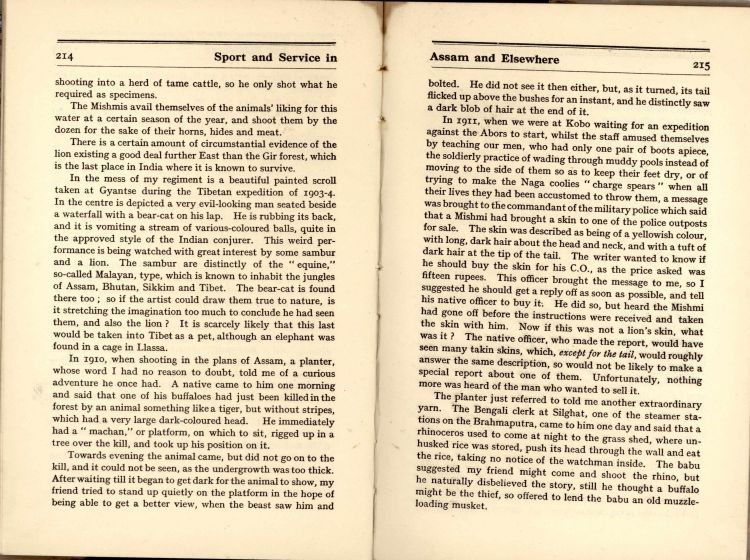 214 Sport and Service in
shooting into a herd of tame cattle, so he only shot what he
required as specimens.
The Mishmis avail themselves of the animals' liking for this
water at a certain season of the year, and shoot them by the
dozen for the sake of their horns, hides and meat.
There is a certain amount of circumstantial evidence of the
lion existing a good deal further East than the Gir forest, which
is the last place in India where it is known to survive.
In the mess of my regiment is a beautiful painted scroll
taken at Gyantse during the Tibetan expedition of 1903-4.
In the centre is depicted a very evil-looking man seated beside
a waterfall with a bear-cat on his lap. He is rubbing its back,
and it is vomiting a stream of various-coloured balls, quite in
the approved style of the Indian conjurer. This weird per-
formance is being watched with great interest by some sambur
and a lion. The sambur are distinctly of the "equine,"
so-called Malayan, type, which is known to inhabit the jungles
of Assam, Bhutan, Sikkim and Tibet. The bear-cat is found
there too; so if the artist could draw them true to nature, is
it stretching the imagination too much to conclude he had seen
them, and also the lion? It is scarcely likely that this last
would be taken into Tibet as a pet, although an elephant was
found in a cage in Llassa.
In 1910, when shooting in the plans of Assam, a planter,
whose word I had no reason to doubt, told me of a curious
adventure he once had. A native came to him one morning
and said that one of his buffaloes had just been killed in the
forest by an animal something like a tiger, but without stripes,
which had a very large dark-coloured head. He immediately
had a "machan," or platform, on which to sit, rigged up in a
tree over the kill, and took up his position on it.
Towards evening the animal came, but did not go on to the
kill, and it could not be seen, as the undergrowth was too thick.
After waiting till it began to get dark for the animal to show, my
friend tried to stand up quietly on the platform in the hope of
being able to get a better view, when the beast saw him and
Assam and Elsewhere 215
bolted. He did not see it then either, but, as it turned, its tail
flicked up above the bushes for an instant, and he distinctly saw
a dark blob of hair at the end of it.
In 1911, when we were at Kobo waiting for an expedition
against the Abors to start, whilst the staff amused themselves
by teaching our men, who had only one pair of boots apiece,
the soldierly practice of wading through muddy pools instead of
moving to the side of them so as to keep their feet dry, or of
trying to make the Naga coolies "charge spears" when all
their lives they had been accustomed to throw them, a message
was brought to the commandant of the military police which said
that a Mishmi had brought a skin to one of the police outposts
for sale. The skin was described as being of a yellowish colour,
with long, dark hair about the head and neck, and with a tuft of
dark hair at the tip of the tail. The writer wanted to know if
he should buy the skin for his C.O., as the price asked was
fifteen rupees. This officer brought the message to me, so I
suggested he should get a reply off as soon as possible, and tell
his native officer to buy it. He did so, but heard the Mishmi
had gone off before the instructions were received and taken
the skin with him. Now if this was not a lion's skin, what
was it? The native officer, who made the report, would have
seen many takin skins, which, except for the tail, would roughly
answer the same description, so would not be likely to make a
special report about one of them. Unfortunately, nothing
more was heard of the man who wanted to sell it.
The planter just referred to told me another extraordinary
yarn. The Bengali clerk at Silghat, one of the steamer sta-
tions on the Brahmaputra, came to him one day and said that a
rhinoceros used to come at night to the grass shed, where un-
husked rice was stored, push its head through the wall and eat
the rice, taking no notice of the watchman inside. The babu
suggested my friend might come and shoot the rhino, but
he naturally disbelieved the story, still he thought a buffalo
might be the thief, so offered to lend the babu an old muzzle-
loading musket.